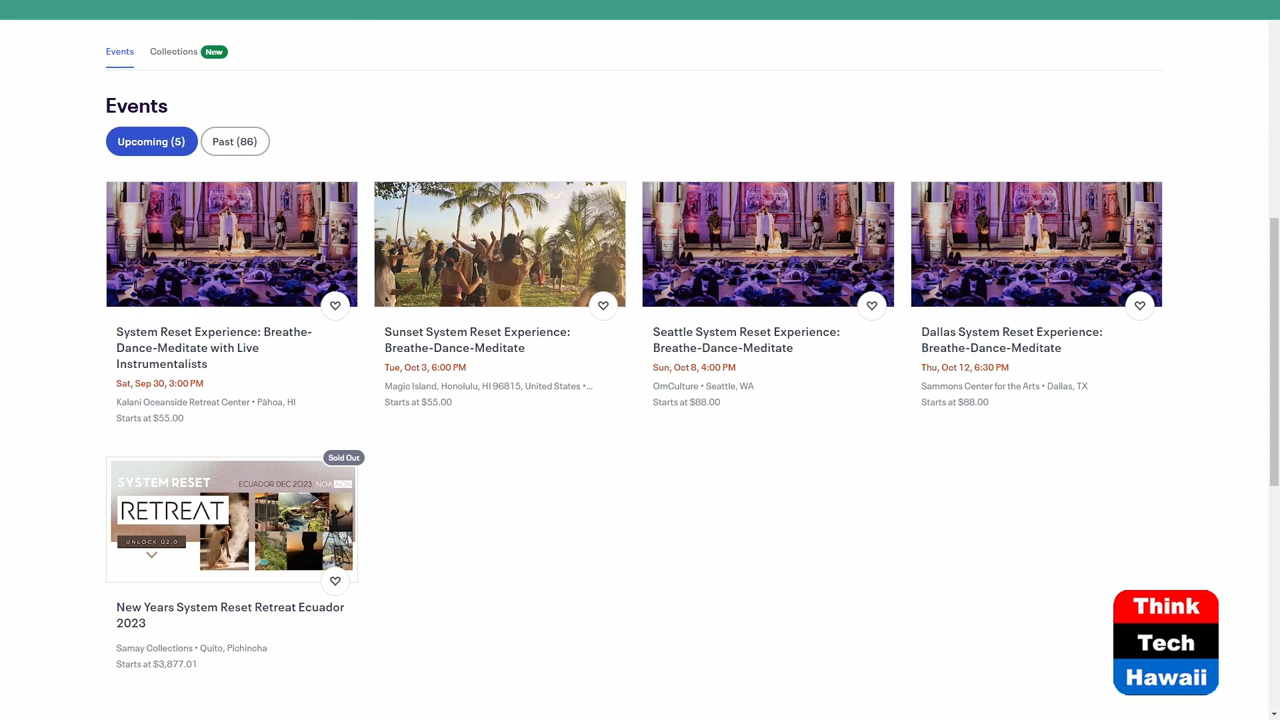 Events Collections New
Events
Upcoming (5) Past (86)
System Reset Experience: Breathe-
Dance-Meditate with Live
Instrumentalists
Sat, Sep 30, 3:00 PM
Kalani Oceanside Retreat Center • Pāhoa, HI
Starts at $55.00
Sunset System Reset Experience:
Breathe-Dance-Meditate
Tue, Oct 3, 6:00 PM
Magic Island, Honolulu, HI 96815, United States •...
Starts at $55.00
Seattle System Reset Experience:
Breathe-Dance-Meditate
Sun, Oct 8, 4:00 PM
OmCulture • Seattle, WA
Starts at $88.00
Dallas System Reset Experience:
Breathe-Dance-Meditate
Thu, Oct 12, 6:30 PM
Sammons Center for the Arts • Dallas, TX
Starts at $88.00
Sold Out
SYSTEM RESET
ECUADOR DEC 2023 NOA AON
RETREAT
UNLOCK U2.0
New Years System Reset Retreat Ecuador
2023
Samay Collections • Quito, Pichincha
Starts at $3,877.01
Think
Tech
Hawaii